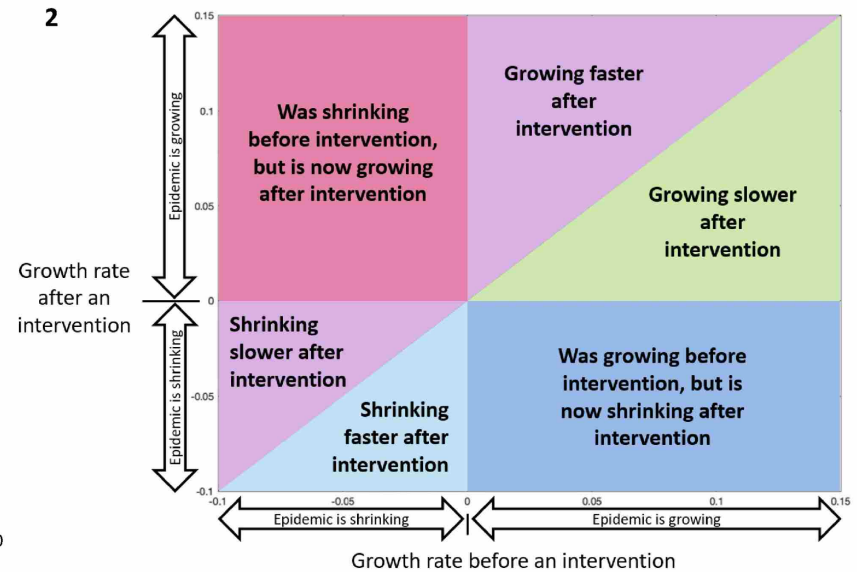 2
0.15
0.1
0.05
0
-0.05
-0.1
Epidemic is growing
Epidemic is shrinking
Growth rate
after an
intervention
Was shrinking
before intervention,
but is now growing
after intervention
Growing faster
after
intervention
Growing slower
after
intervention
Shrinking
slower after
intervention
Shrinking
faster after
intervention
Was growing before
intervention, but is
now shrinking after
intervention
-0.1 -0.05 0 0.05 0.1 0.15
Epidemic is shrinking Epidemic is growing
Growth rate before an intervention